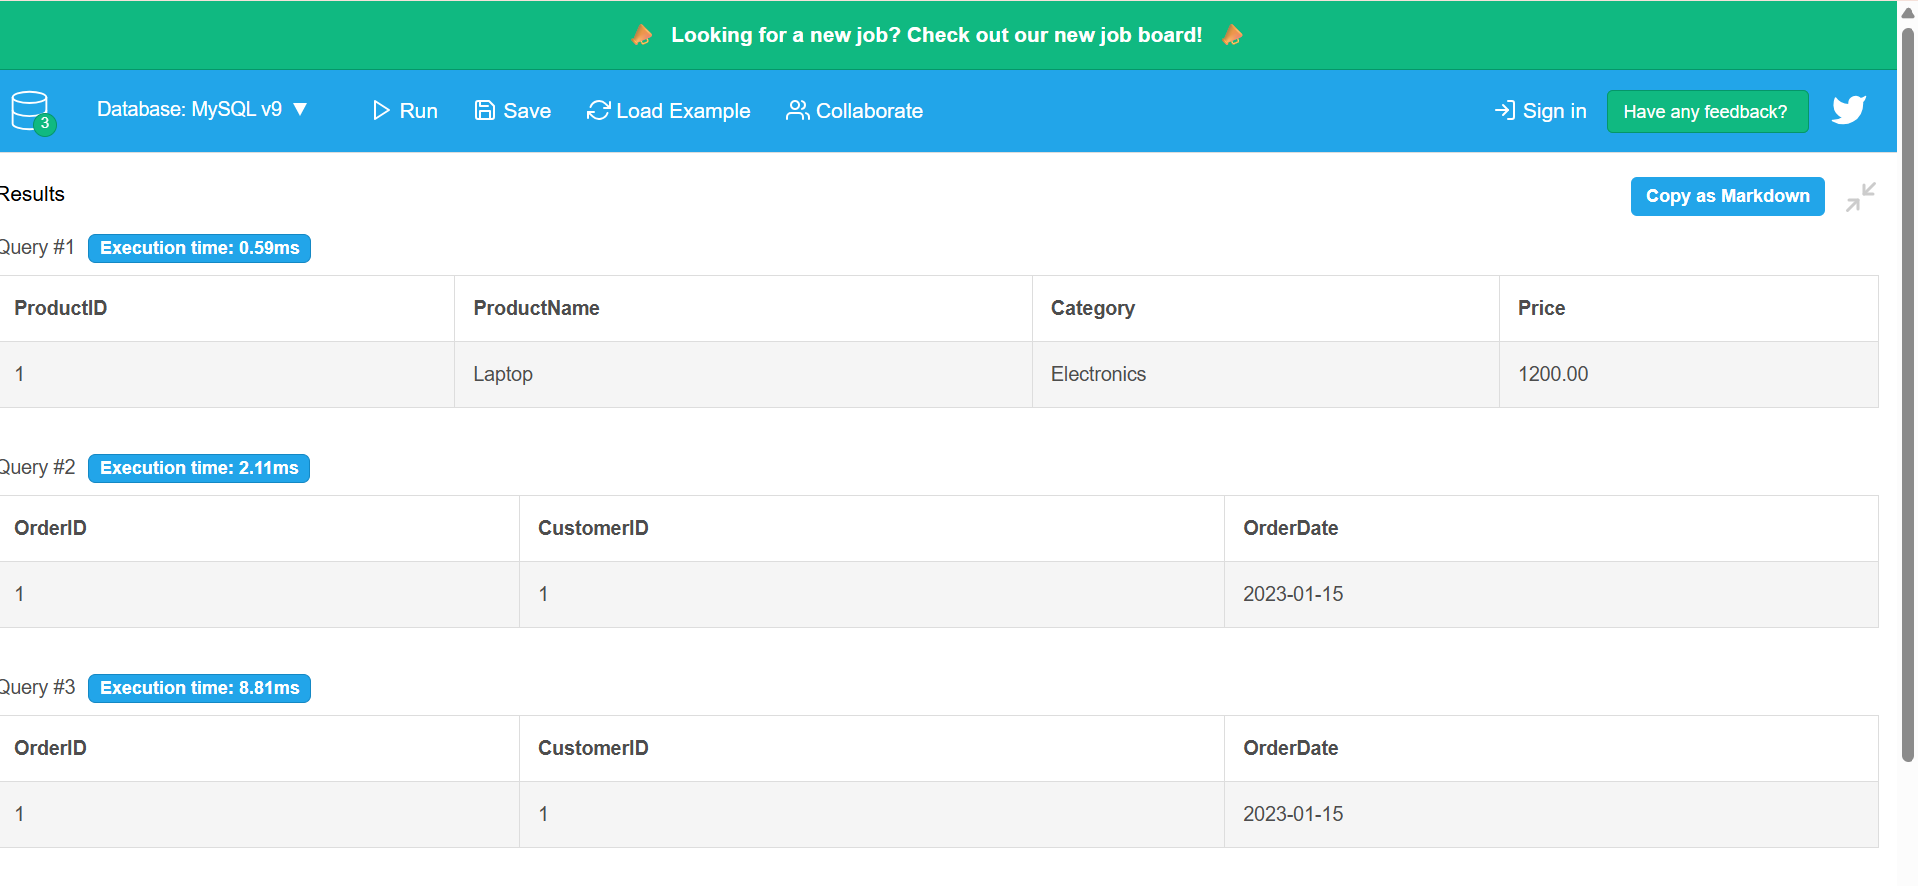 Looking for a new job? Check out our new job board!
3 Database: MySQL v9 ▼ Run Save Load Example Collaborate Sign in Have any feedback?
Results Copy as Markdown
Query #1 Execution time: 0.59ms
ProductID ProductName Category Price
1 Laptop Electronics 1200.00
Query #2 Execution time: 2.11ms
OrderID CustomerID OrderDate
1 1 2023-01-15
Query #3 Execution time: 8.81ms
OrderID CustomerID OrderDate
1 1 2023-01-15